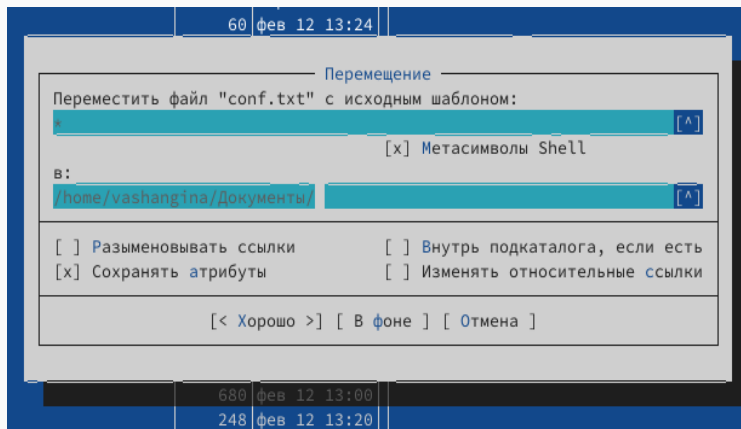 60 фев 12 13:24
Перемещение
Переместить файл "conf.txt" с исходным шаблоном:
* [^]
[x] Метасимволы Shell
в:
/home/vashangina/Документы/ [^]
[ ] Разыменовывать ссылки [ ] Внутрь подкаталога, если есть
[x] Сохранять атрибуты [ ] Изменять относительные ссылки
[< Хорошо >] [ В фоне ] [ Отмена ]
680 фев 12 13:00
248 фев 12 13:20